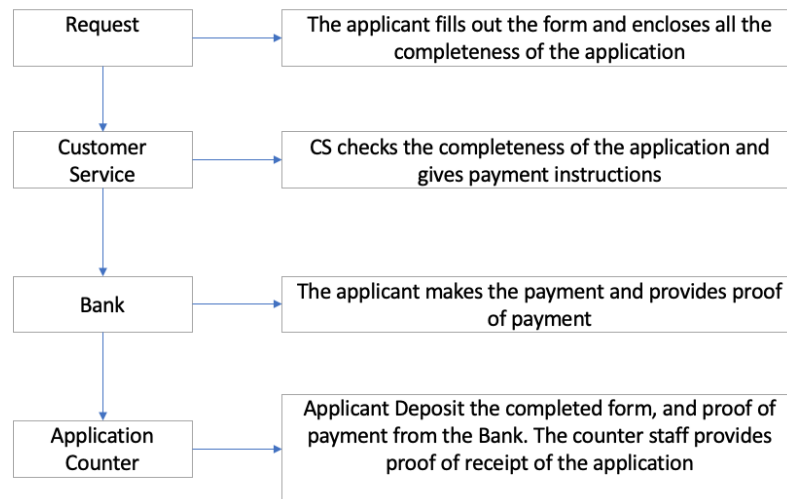 Request
The applicant fills out the form and encloses all the
completeness of the application
Customer
Service
CS checks the completeness of the application and
gives payment instructions
Bank
The applicant makes the payment and provides proof
of payment
Application
Counter
Applicant Deposit the completed form, and proof of
payment from the Bank. The counter staff provides
proof of receipt of the application